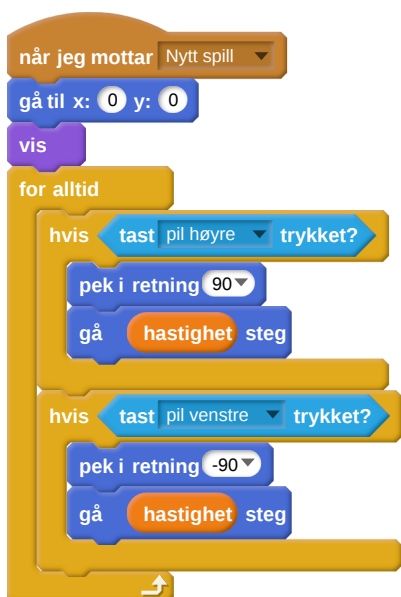 når jeg mottar Nytt spill
gå til x: 0 y: 0
vis
for alltid
hvis tast pil høyre trykket?
pek i retning 90
gå hastighet steg
hvis tast pil venstre trykket?
pek i retning -90
gå hastighet steg